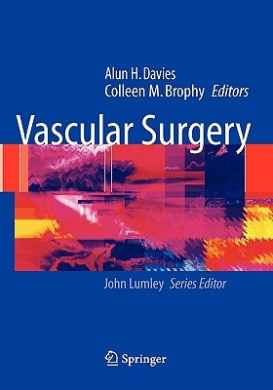 Alun H. Davies
Colleen M. Brophy Editors
Vascular Surgery
John Lumley Series Editor
Springer